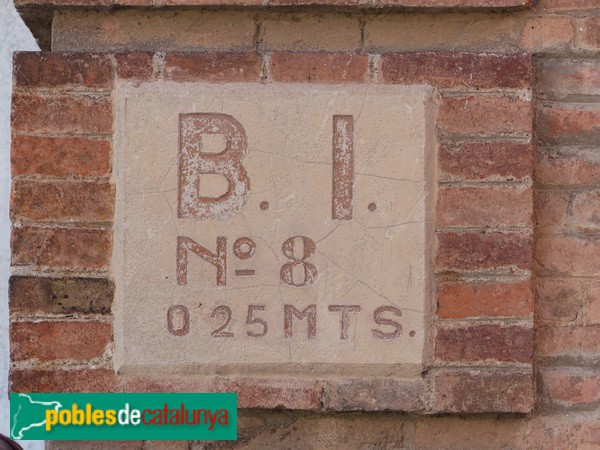 B. I.
Nº 8
0 25 MTS.
poblesdecatalunya